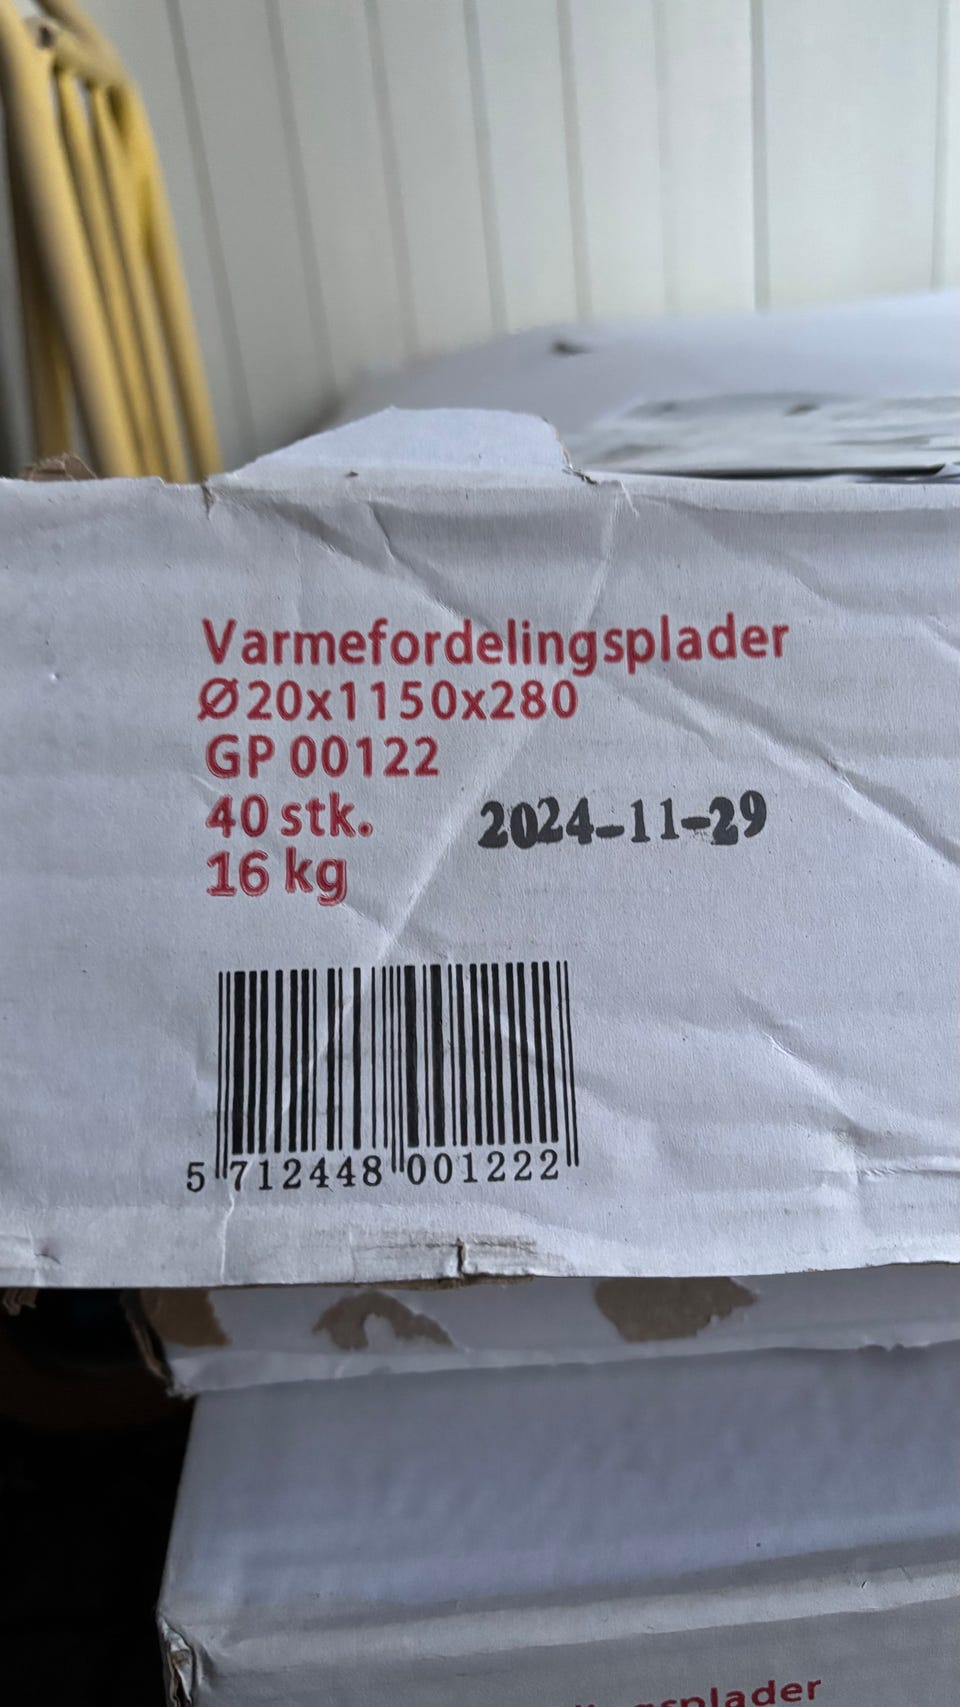 Varmefordelingsplader
Ø20x1150x280
GP 00122
40 stk.
2024-11-29
16 kg
5 712448 001222